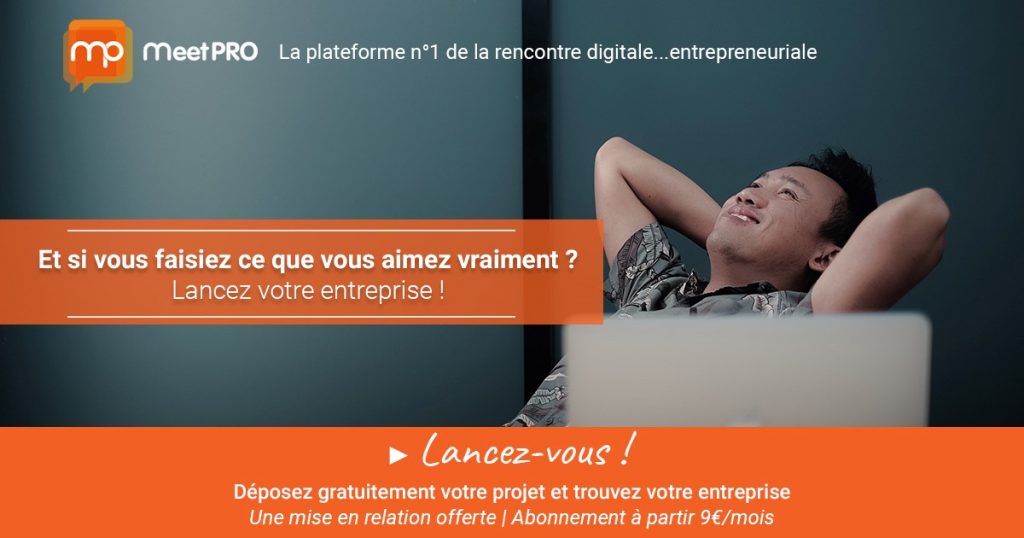 mp meetPRO La plateforme n°1 de la rencontre digitale...entrepreneuriale
Et si vous faisiez ce que vous aimez vraiment ?
Lancez votre entreprise !
► Lancez-vous !
Déposez gratuitement votre projet et trouvez votre entreprise
Une mise en relation offerte | Abonnement à partir 9€/mois